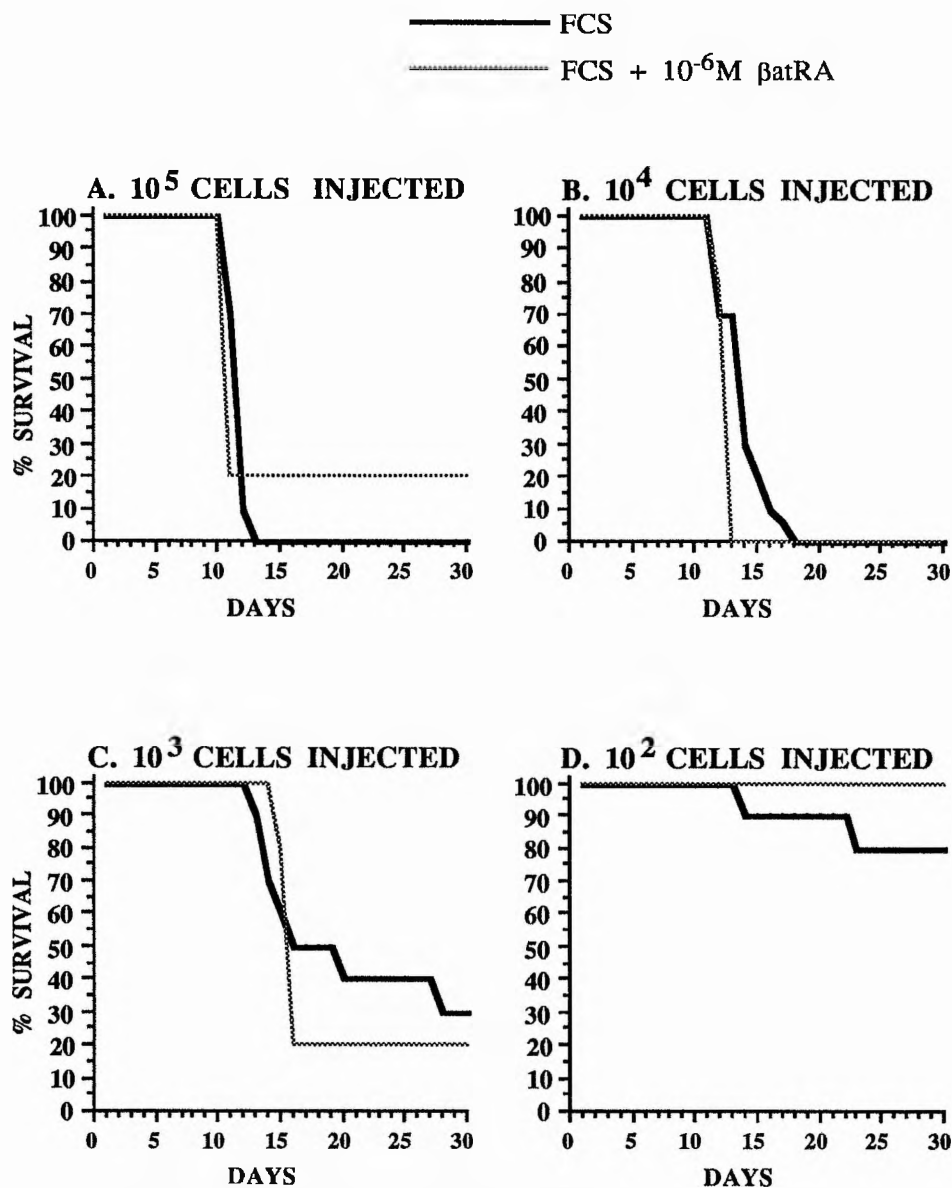 FCS
FCS + 10⁻⁶M βatRA
A. 10⁵ CELLS INJECTED
% SURVIVAL
100
90
80
70
60
50
40
30
20
10
0
0 5 10 15 20 25 30
DAYS
B. 10⁴ CELLS INJECTED
100
90
80
70
60
50
40
30
20
10
0
0 5 10 15 20 25 30
DAYS
C. 10³ CELLS INJECTED
% SURVIVAL
100
90
80
70
60
50
40
30
20
10
0
0 5 10 15 20 25 30
DAYS
D. 10² CELLS INJECTED
100
90
80
70
60
50
40
30
20
10
0
0 5 10 15 20 25 30
DAYS